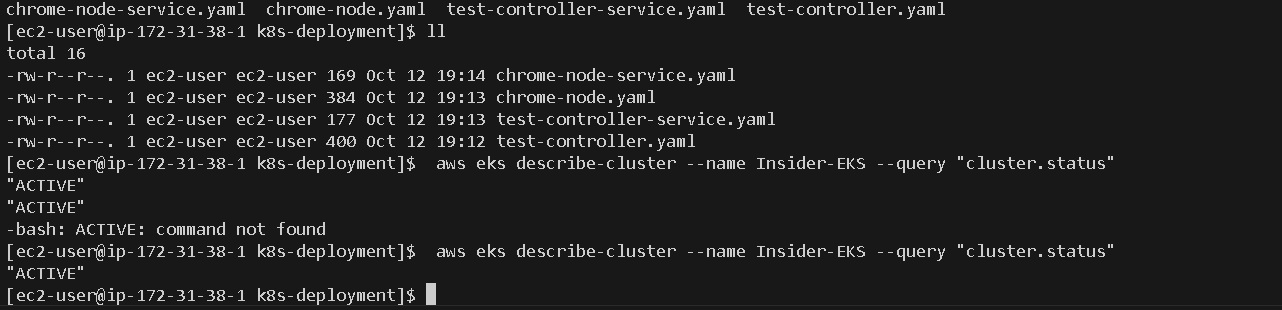 chrome-node-service.yaml  chrome-node.yaml  test-controller-service.yaml  test-controller.yaml
[ec2-user@ip-172-31-38-1 k8s-deployment]$ ll
total 16
-rw-r--r--. 1 ec2-user ec2-user 169 Oct 12 19:14 chrome-node-service.yaml
-rw-r--r--. 1 ec2-user ec2-user 384 Oct 12 19:13 chrome-node.yaml
-rw-r--r--. 1 ec2-user ec2-user 177 Oct 12 19:13 test-controller-service.yaml
-rw-r--r--. 1 ec2-user ec2-user 400 Oct 12 19:12 test-controller.yaml
[ec2-user@ip-172-31-38-1 k8s-deployment]$  aws eks describe-cluster --name Insider-EKS --query "cluster.status"
"ACTIVE"
"ACTIVE"
-bash: ACTIVE: command not found
[ec2-user@ip-172-31-38-1 k8s-deployment]$  aws eks describe-cluster --name Insider-EKS --query "cluster.status"
"ACTIVE"
[ec2-user@ip-172-31-38-1 k8s-deployment]$